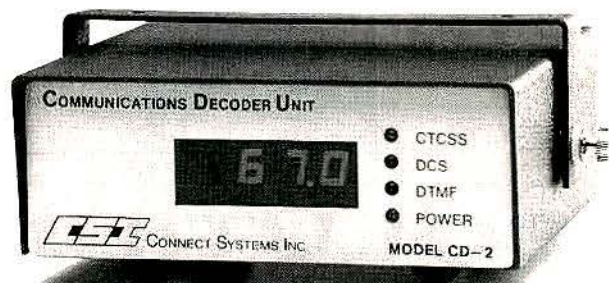 COMMUNICATIONS DECODER UNIT
67.0
CTCSS
DCS
DTMF
POWER
CSI CONNECT SYSTEMS INC
MODEL CD-2